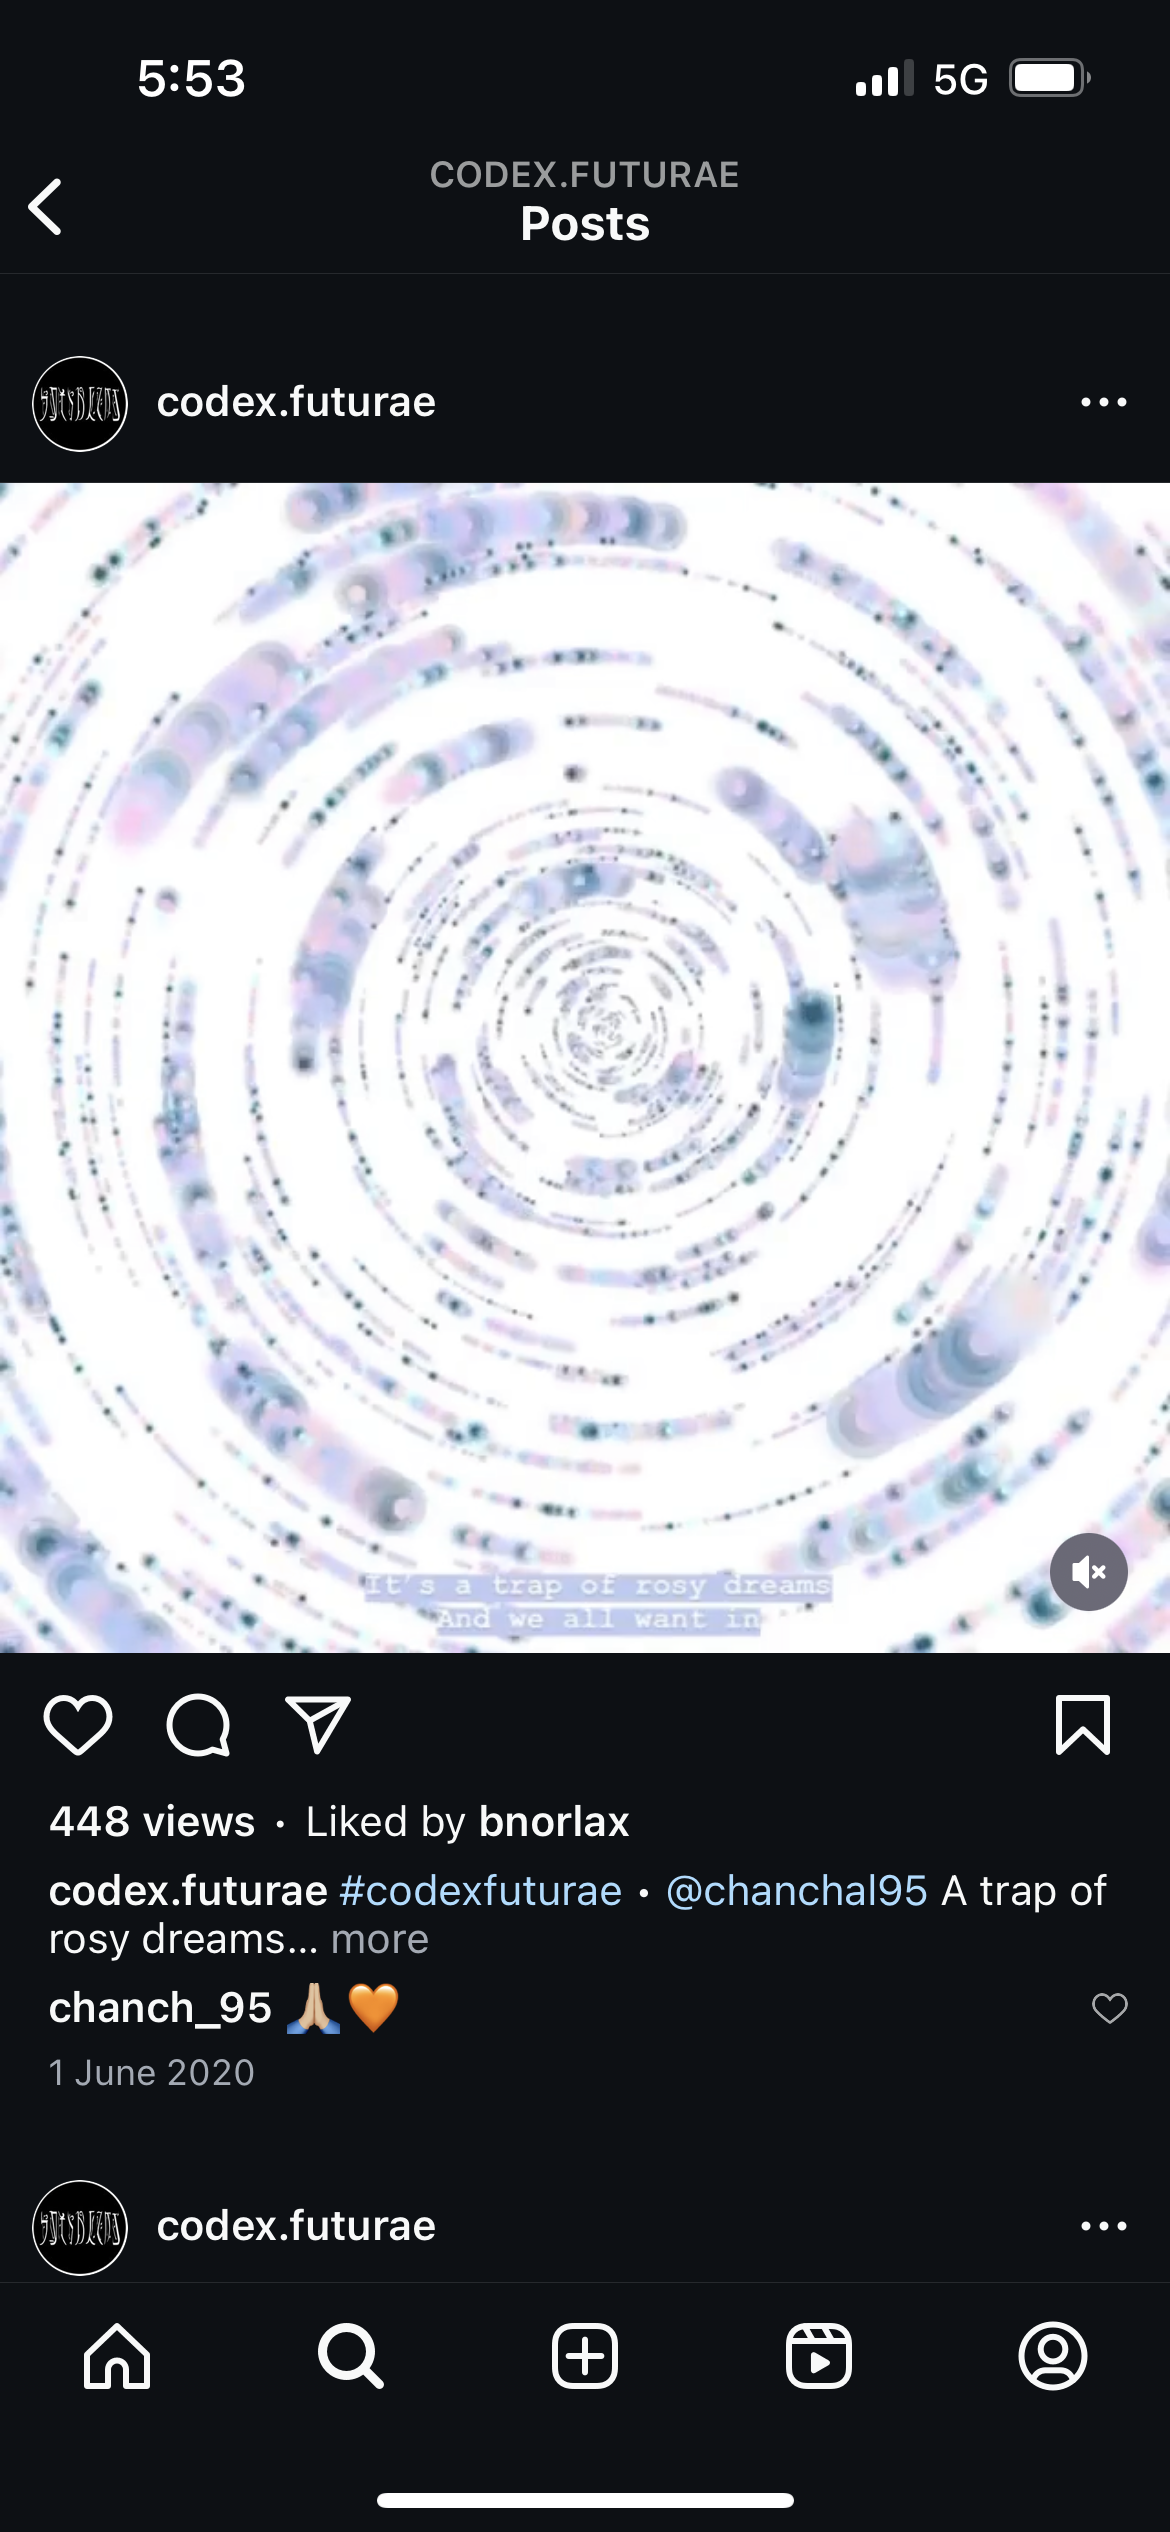 5:53
5G
CODEX.FUTURAE
Posts
codex.futurae
It's a trap of rosy dreams
And we all want in
448 views · Liked by bnorlax
codex.futurae #codexfuturae • @chanchal95 A trap of
rosy dreams... more
chanch_95 🙏🏼🧡
1 June 2020
codex.futurae